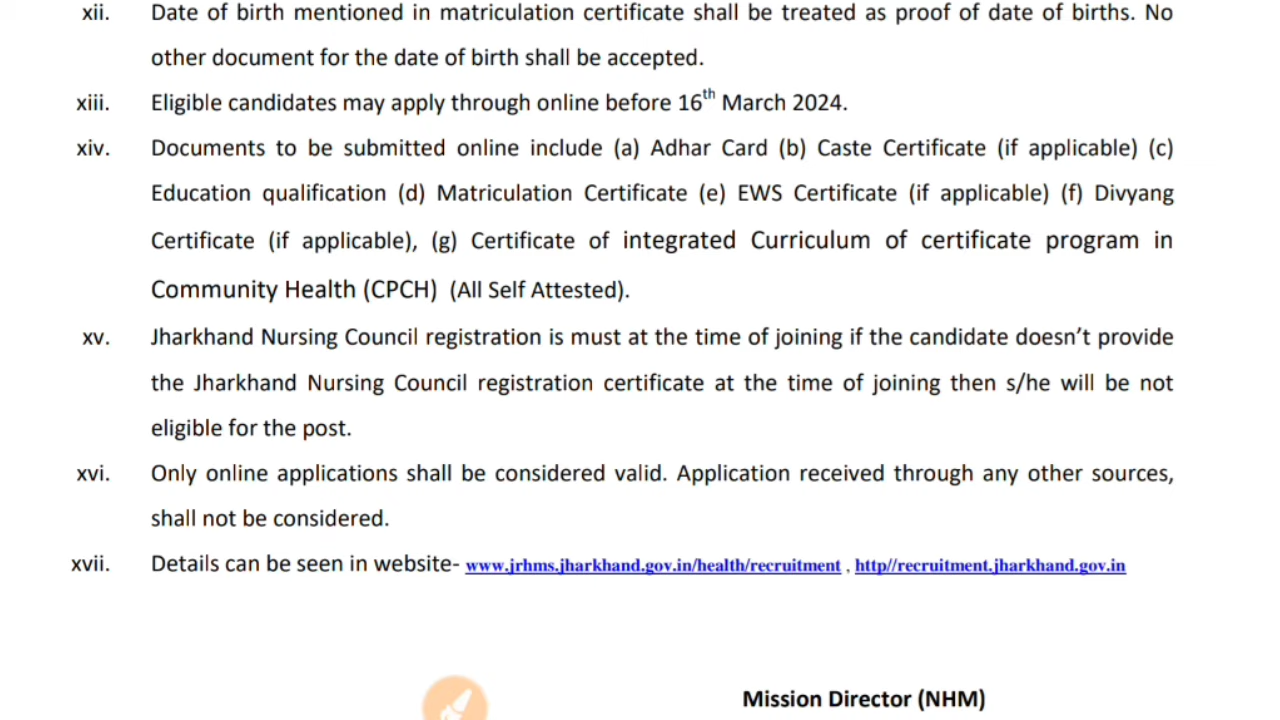 xii. Date of birth mentioned in matriculation certificate shall be treated as proof of date of births. No
other document for the date of birth shall be accepted.
xiii. Eligible candidates may apply through online before 16th March 2024.
xiv. Documents to be submitted online include (a) Adhar Card (b) Caste Certificate (if applicable) (c)
Education qualification (d) Matriculation Certificate (e) EWS Certificate (if applicable) (f) Divyang
Certificate (if applicable), (g) Certificate of integrated Curriculum of certificate program in
Community Health (CPCH) (All Self Attested).
xv. Jharkhand Nursing Council registration is must at the time of joining if the candidate doesn’t provide
the Jharkhand Nursing Council registration certificate at the time of joining then s/he will be not
eligible for the post.
xvi. Only online applications shall be considered valid. Application received through any other sources,
shall not be considered.
xvii. Details can be seen in website- www.jrhms.jharkhand.gov.in/health/recruitment , http//recruitment.jharkhand.gov.in
Mission Director (NHM)